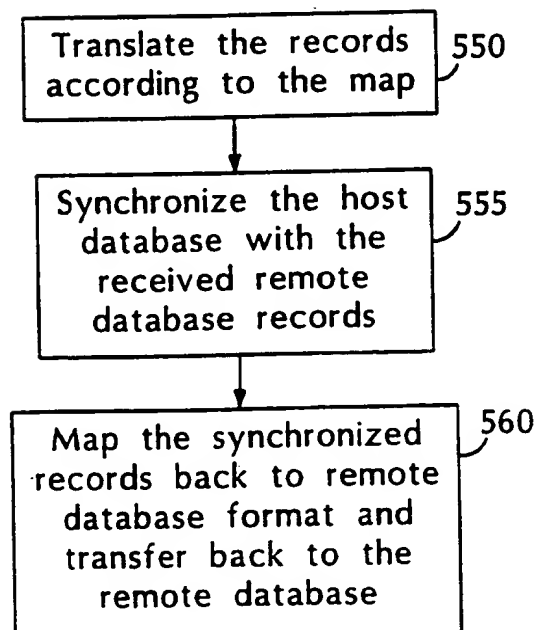 Translate the records
according to the map
550
Synchronize the host
database with the
received remote
database records
555
Map the synchronized
records back to remote
database format and
transfer back to the
remote database
560